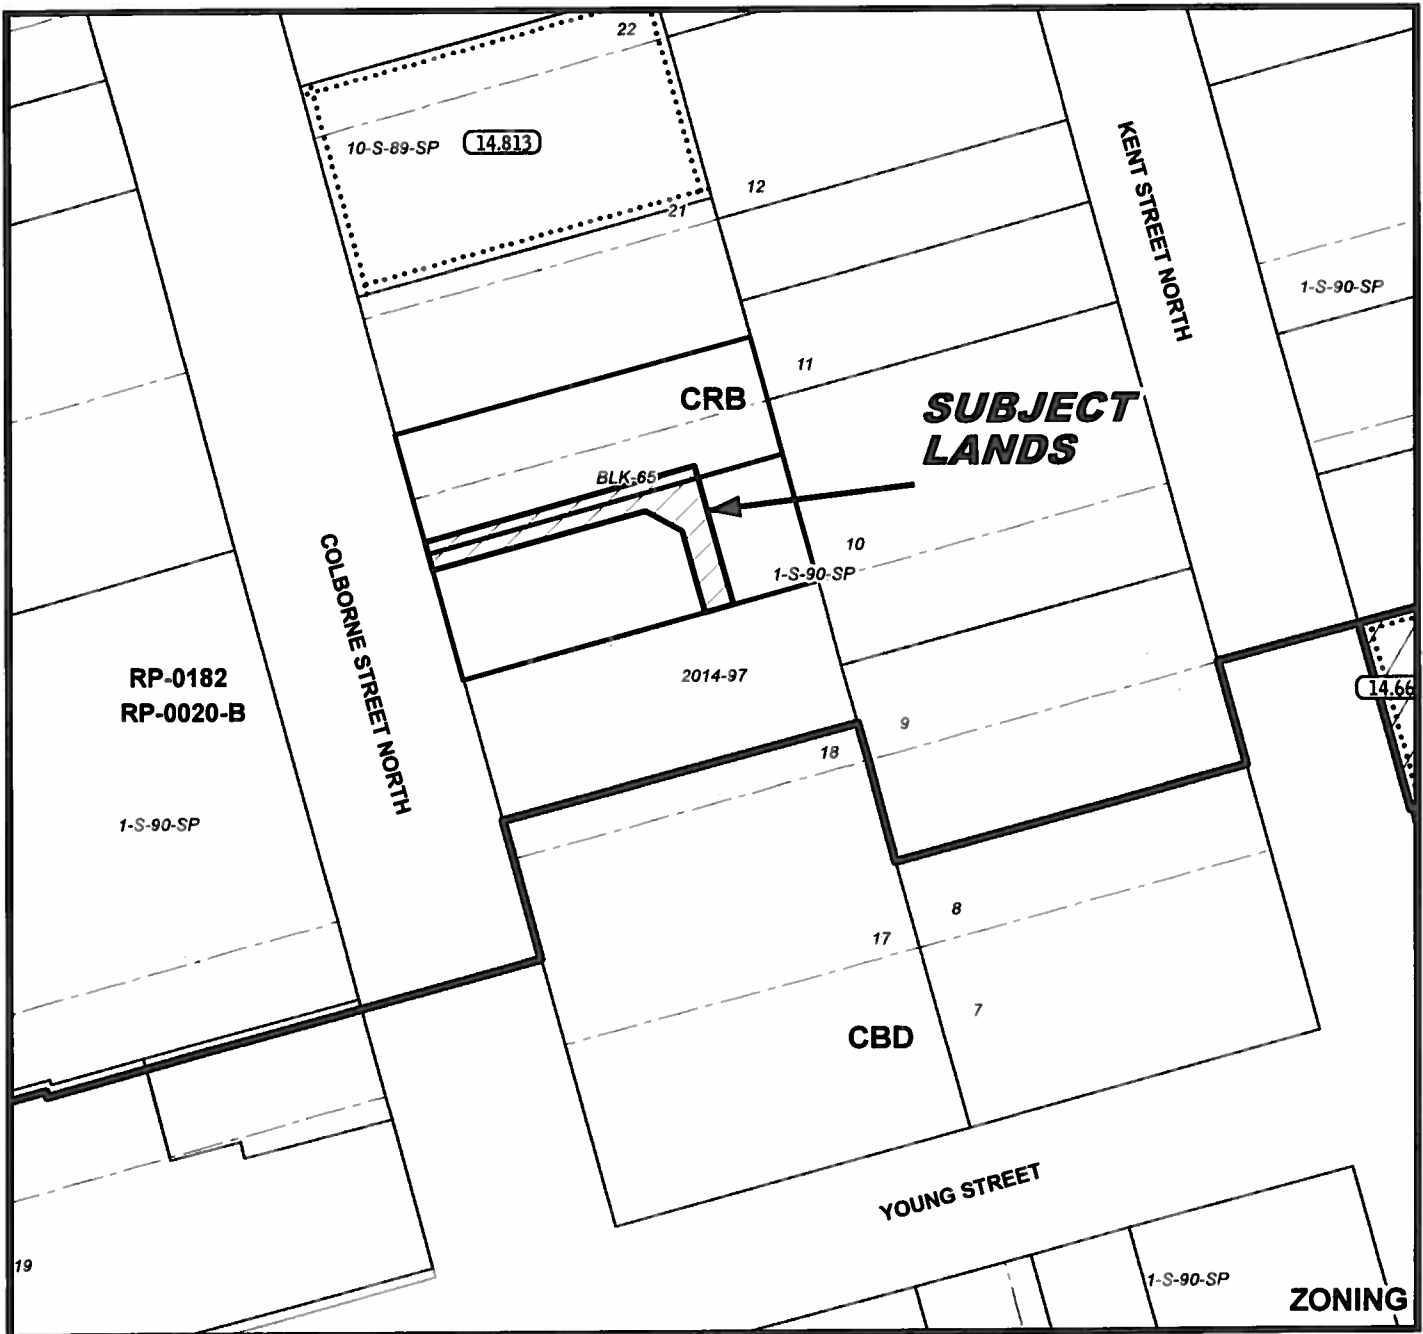 22
10-S-89-SP
14.813
21
12
KENT STREET NORTH
1-S-90-SP
11
CRB
SUBJECT
LANDS
BLK-65
COLBORNE STREET NORTH
10
1-S-90-SP
RP-0182
RP-0020-B
2014-97
14.66
9
18
1-S-90-SP
8
17
7
CBD
YOUNG STREET
19
1-S-90-SP
ZONING